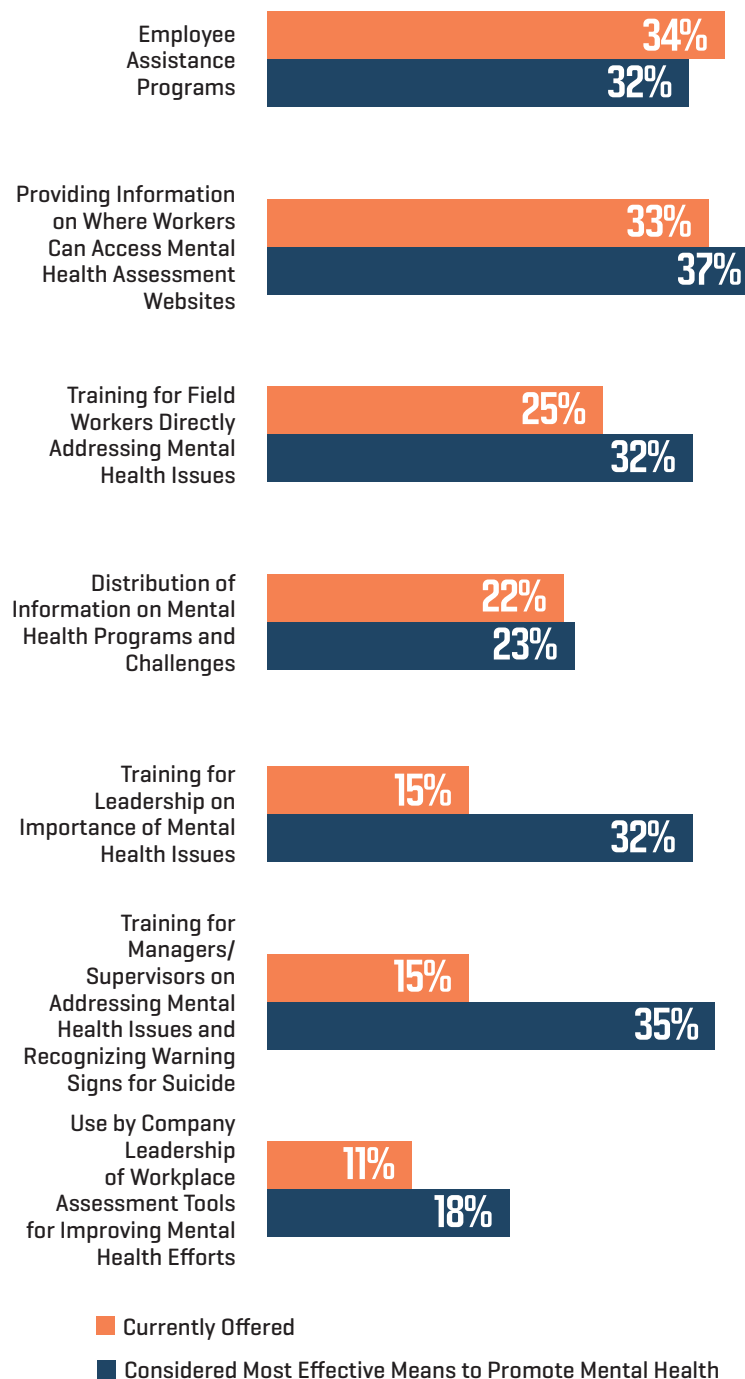 Employee
Assistance
Programs
34%
32%
Providing Information
on Where Workers
Can Access Mental
Health Assessment
Websites
33%
37%
Training for Field
Workers Directly
Addressing Mental
Health Issues
25%
32%
Distribution of
Information on Mental
Health Programs and
Challenges
22%
23%
Training for
Leadership on
Importance of Mental
Health Issues
15%
32%
Training for
Managers/
Supervisors on
Addressing Mental
Health Issues and
Recognizing Warning
Signs for Suicide
15%
35%
Use by Company
Leadership
of Workplace
Assessment Tools
for Improving Mental
Health Efforts
11%
18%
Currently Offered
Considered Most Effective Means to Promote Mental Health